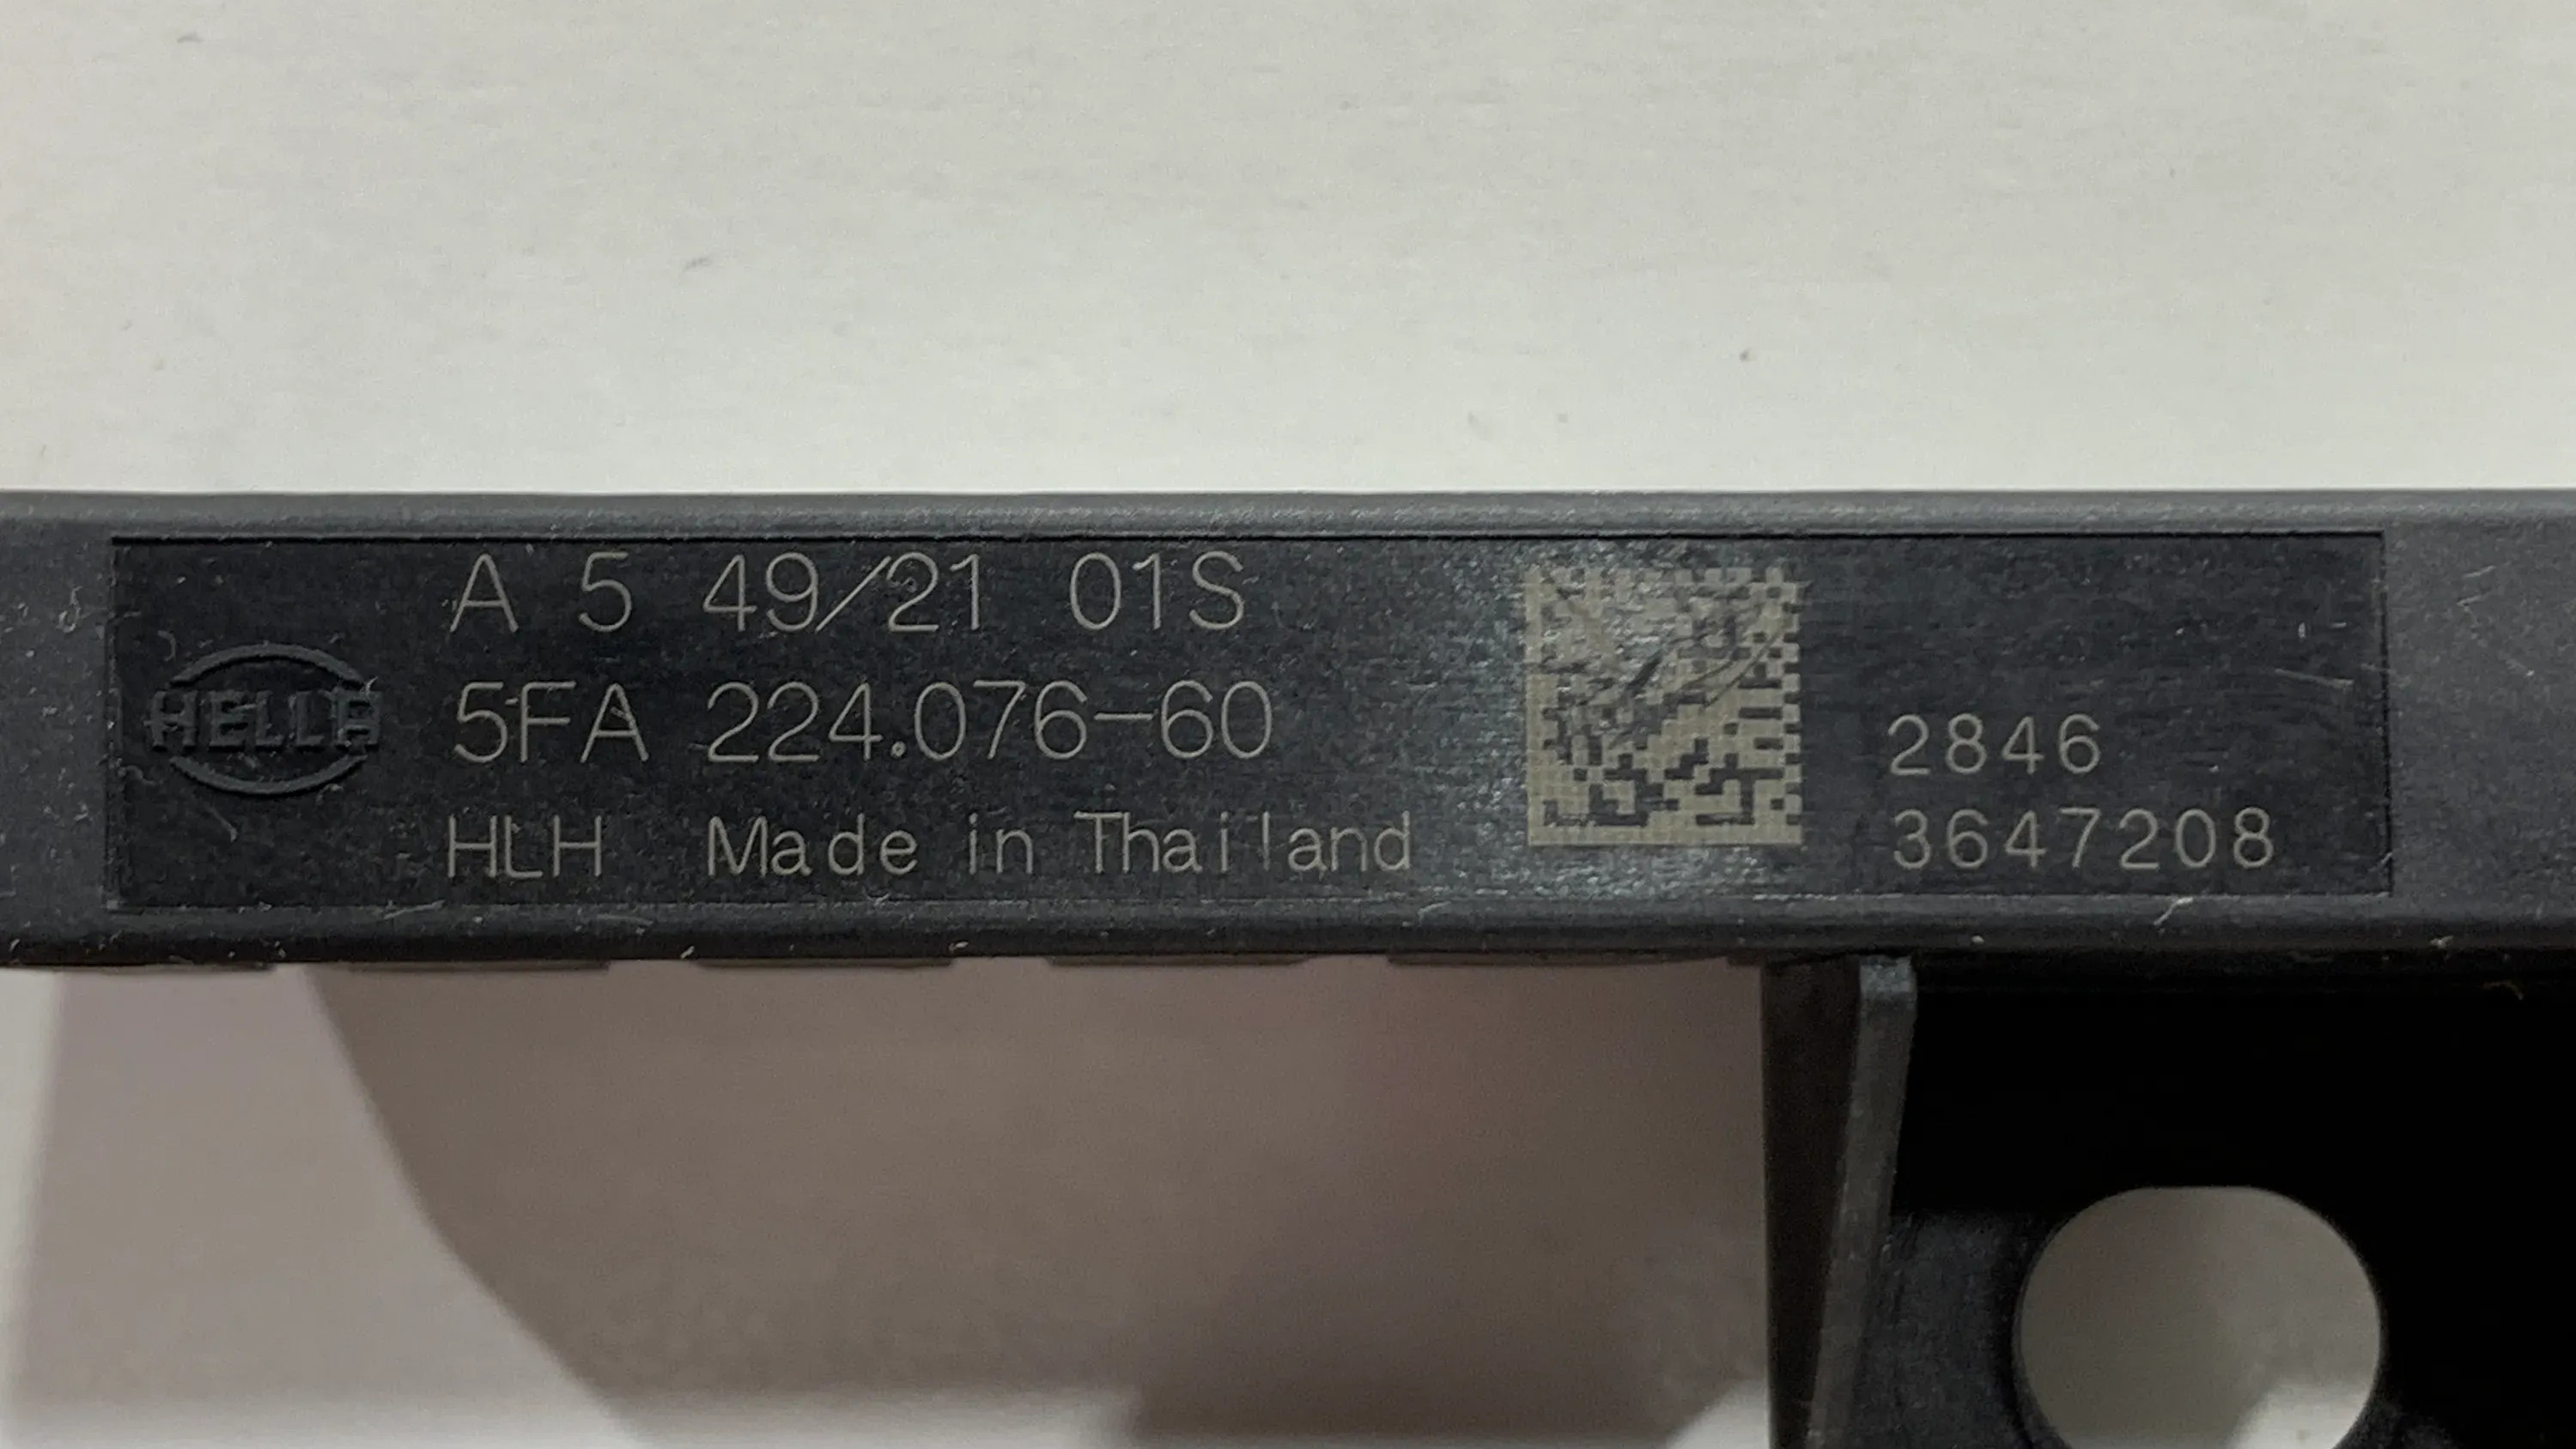 A 5 49/21 01S
HELLA
5FA 224.076-60
HLH Made in Thailand
2846
3647208